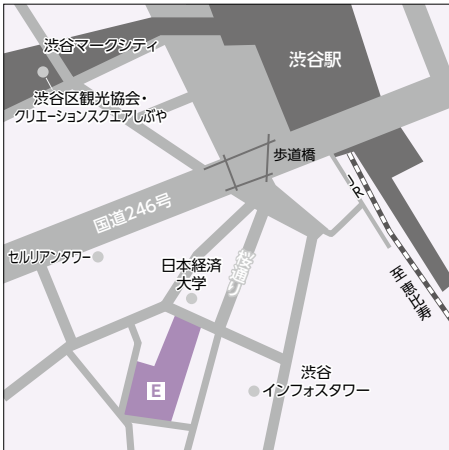 渋谷マークシティ
渋谷駅
渋谷区観光協会・
クリエーションスクエアしぶや
歩道橋
JR
国道246号
セルリアンタワー
日本経済
大学
桜通り
至 恵比寿
E
渋谷
インフォスタワー